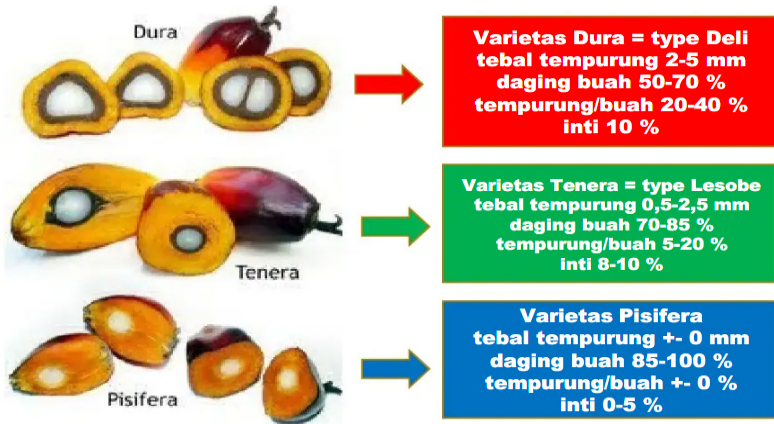 Dura
Varietas Dura = type Deli
tebal tempurung 2-5 mm
daging buah 50-70 %
tempurung/buah 20-40 %
inti 10 %
Tenera
Varietas Tenera = type Lesobe
tebal tempurung 0,5-2,5 mm
daging buah 70-85 %
tempurung/buah 5-20 %
inti 8-10 %
Pisifera
Varietas Pisifera
tebal tempurung +- 0 mm
daging buah 85-100 %
tempurung/buah +- 0 %
inti 0-5 %